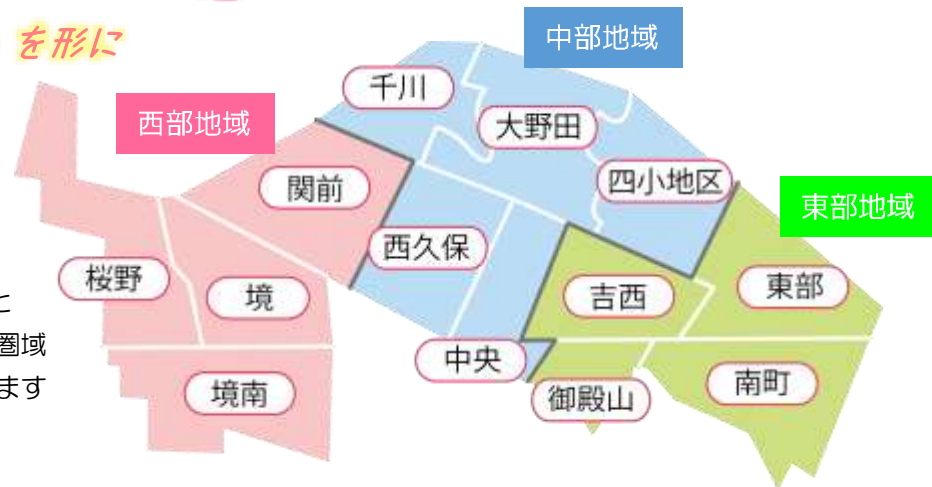 を形に
中部地域
西部地域
東部地域
千川
大野田
四小地区
関前
西久保
桜野
境
吉西
東部
中央
境南
御殿山
南町
と
圏域
ます